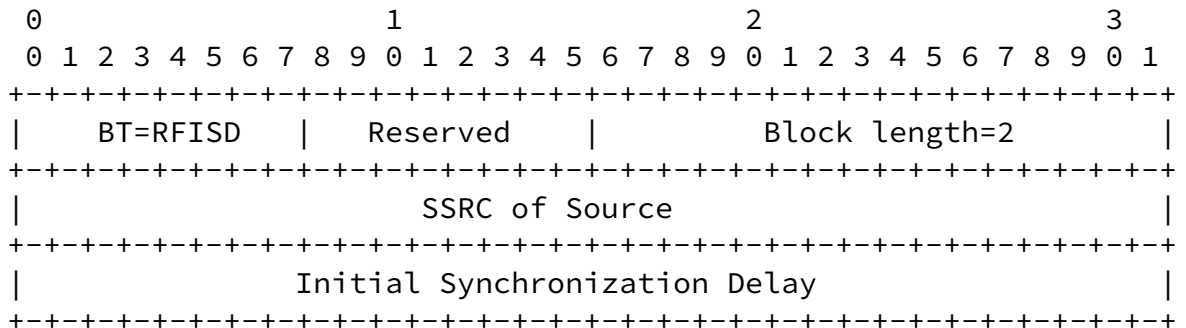 0                   1                   2                   3
 0 1 2 3 4 5 6 7 8 9 0 1 2 3 4 5 6 7 8 9 0 1 2 3 4 5 6 7 8 9 0 1
+-+-+-+-+-+-+-+-+-+-+-+-+-+-+-+-+-+-+-+-+-+-+-+-+-+-+-+-+-+-+-+-+
|    BT=RFISD   |   Reserved    |         Block length=2        |
+-+-+-+-+-+-+-+-+-+-+-+-+-+-+-+-+-+-+-+-+-+-+-+-+-+-+-+-+-+-+-+-+
|                      SSRC of Source                           |
+-+-+-+-+-+-+-+-+-+-+-+-+-+-+-+-+-+-+-+-+-+-+-+-+-+-+-+-+-+-+-+-+
|               Initial Synchronization Delay                   |
+-+-+-+-+-+-+-+-+-+-+-+-+-+-+-+-+-+-+-+-+-+-+-+-+-+-+-+-+-+-+-+-+